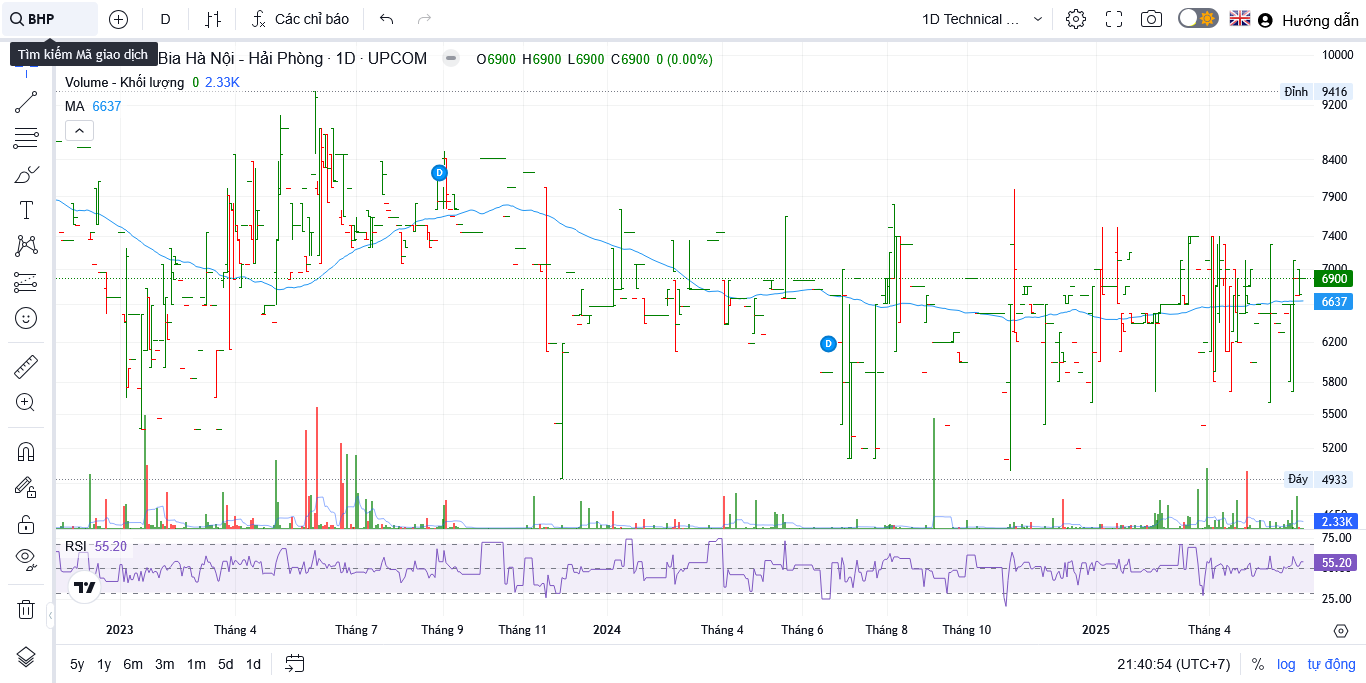 BHP
D
Các chỉ báo
1D Technical ...
Hướng dẫn
Tìm kiếm Mã giao dịch
Bia Hà Nội - Hải Phòng · 1D · UPCOM
O6900 H6900 L6900 C6900 0 (0.00%)
Volume - Khối lượng 0 2.33K
MA 6637
10000
Đỉnh 9416
9200
8400
7900
7400
7000
6900
6637
6200
5800
5500
5200
Đáy 4933
4650
2.33K
D
D
RSI 55.20
75.00
55.20
50.00
25.00
2023 Tháng 4 Tháng 7 Tháng 9 Tháng 11 2024 Tháng 4 Tháng 6 Tháng 8 Tháng 10 2025 Tháng 4
5y 1y 6m 3m 1m 5d 1d
21:40:54 (UTC+7) % log tự động